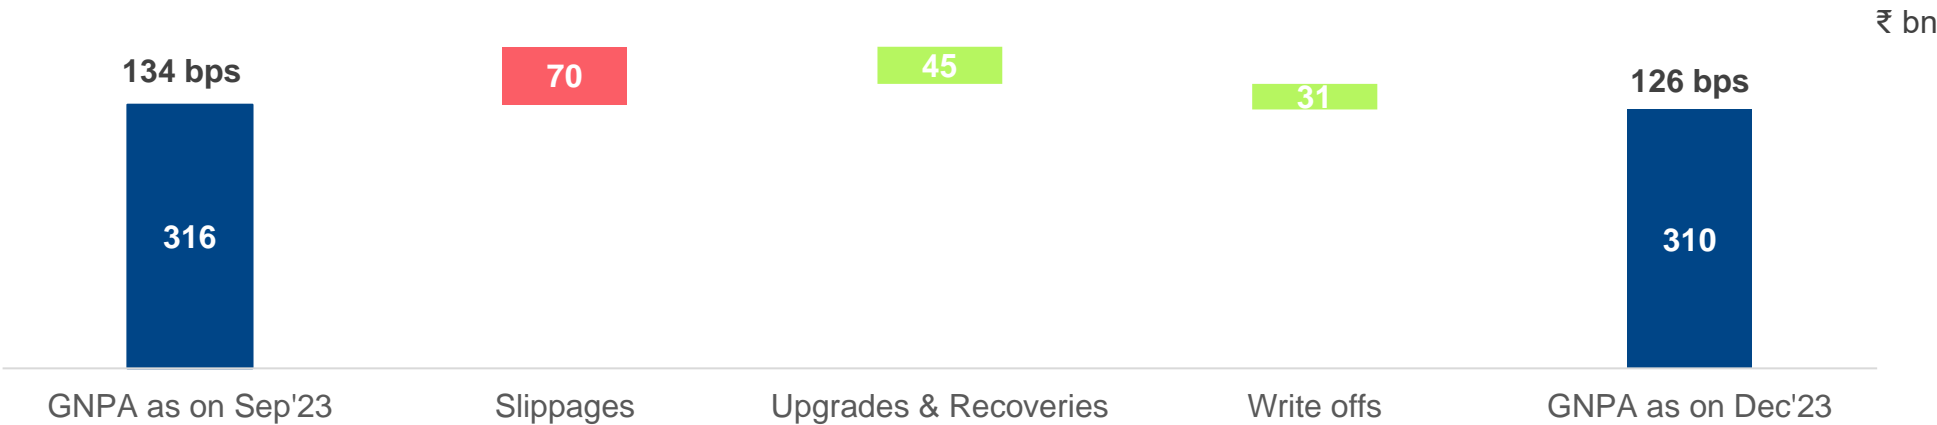 ₹ bn
134 bps
70
45
31
126 bps
316
310
GNPA as on Sep'23
Slippages
Upgrades & Recoveries
Write offs
GNPA as on Dec'23